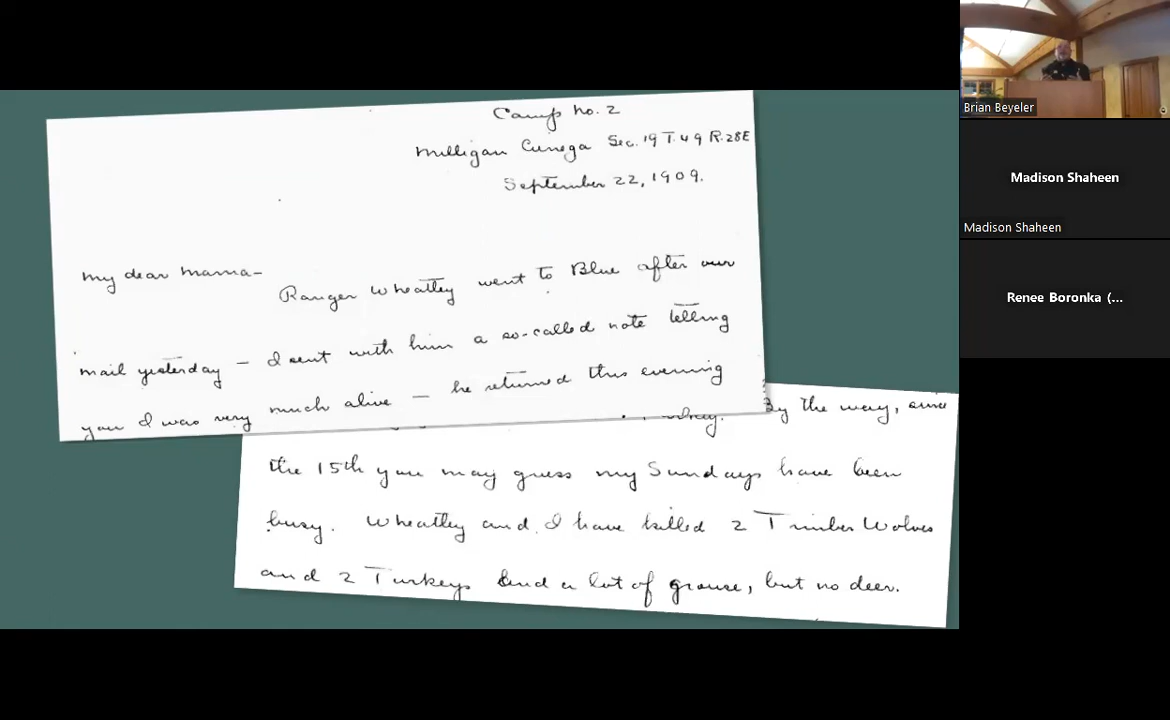 Camp no. 2
Milligan Cienega Sec. 19 T. 49 R. 28E
September 22, 1909.
My dear mama-
Ranger Wheatley went to Blue after our
mail yesterday — I sent with him a so-called note telling
you I was very much alive — he returned this evening
By the way, since
the 15th you may guess my Sundays have been
busy. Wheatley and I have killed 2 Timber Wolves
and 2 Turkeys and a lot of grouse, but no deer.
Brian Beyeler
Madison Shaheen
Madison Shaheen
Renee Boronka (...